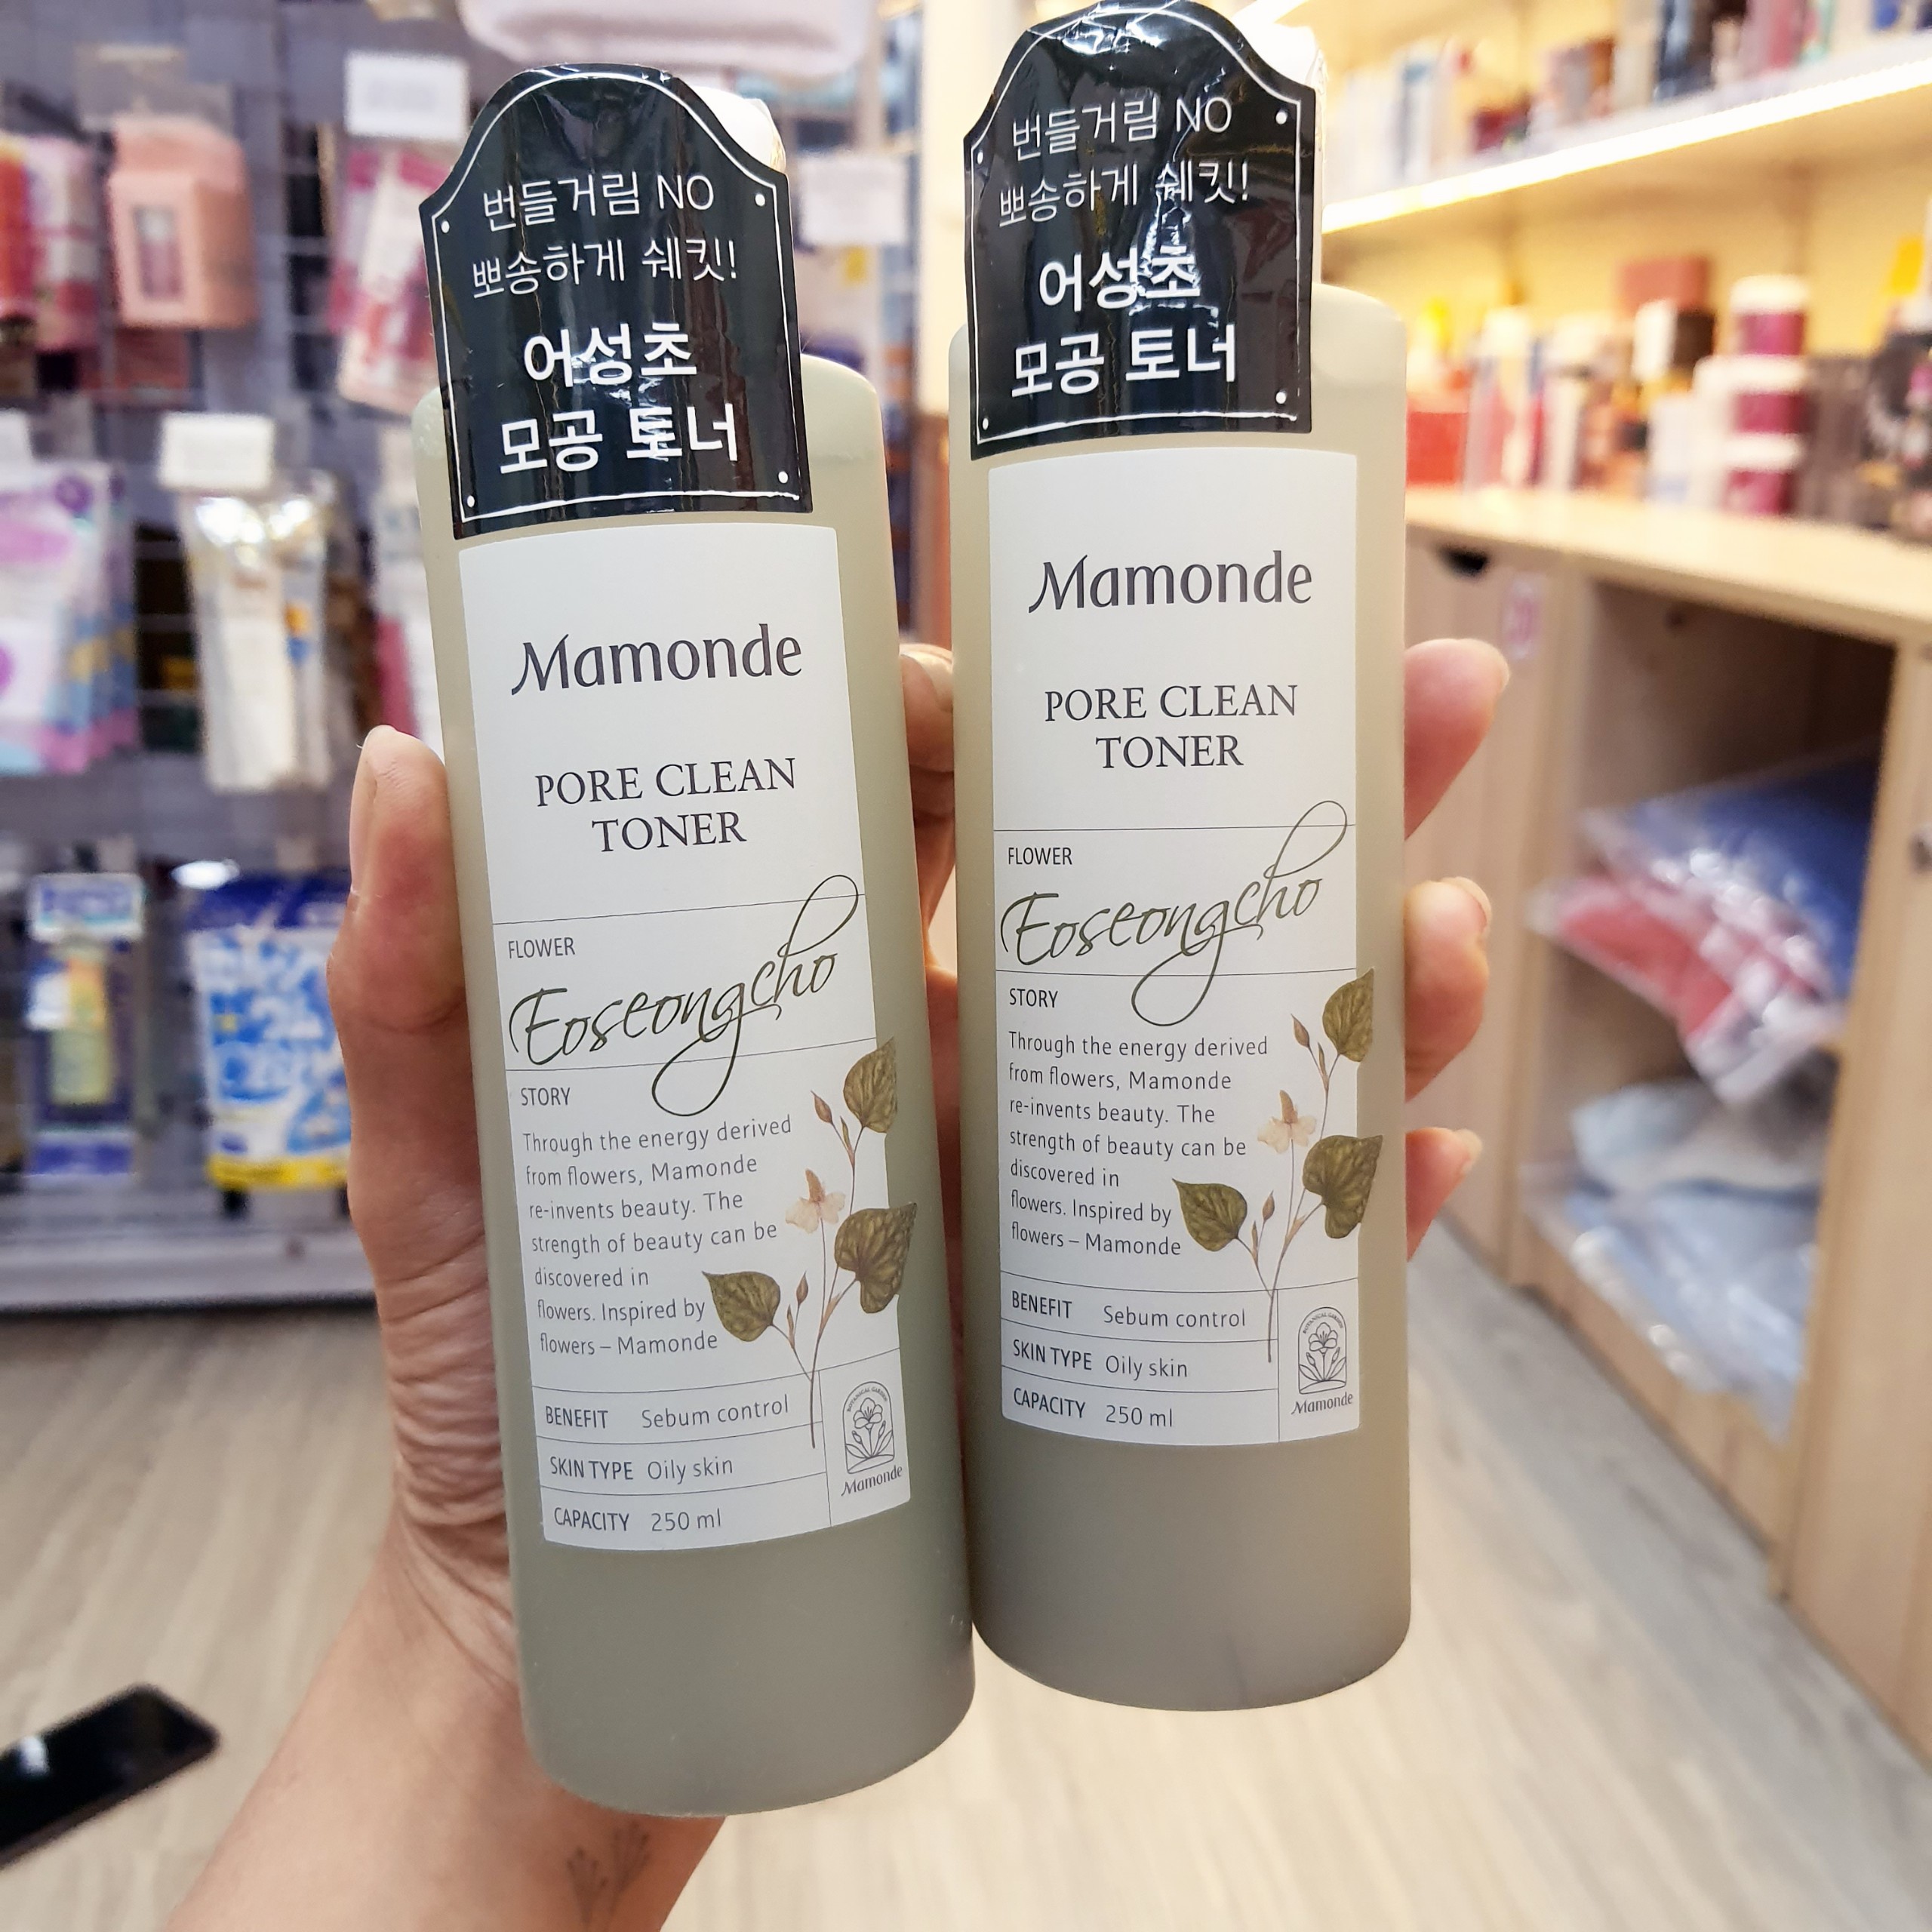 번들거림 NO
뽀송하게 쉐킷!
어성초
모공 토너
Mamonde
PORE CLEAN
TONER
FLOWER
Eoseongcho
STORY
Through the energy derived
from flowers, Mamonde
re-invents beauty. The
strength of beauty can be
discovered in
flowers. Inspired by
flowers – Mamonde
BENEFIT Sebum control
SKIN TYPE Oily skin
CAPACITY 250 ml
BOTANICAL GARDEN
Mamonde
번들거림 NO
뽀송하게 쉐킷!
어성초
모공 토너
Mamonde
PORE CLEAN
TONER
FLOWER
Eoseongcho
STORY
Through the energy derived
from flowers, Mamonde
re-invents beauty. The
strength of beauty can be
discovered in
flowers. Inspired by
flowers – Mamonde
BENEFIT Sebum control
SKIN TYPE Oily skin
CAPACITY 250 ml
BOTANICAL GARDEN
Mamonde